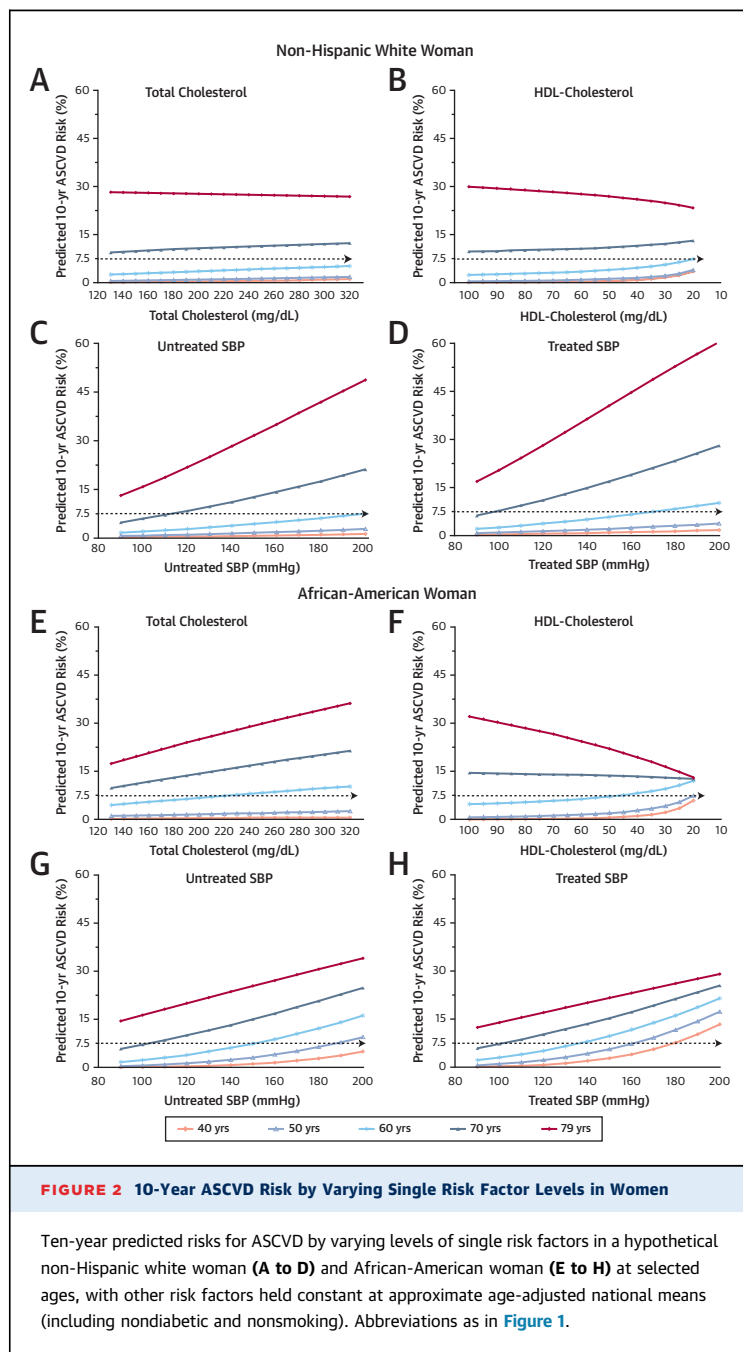 Non-Hispanic White Woman
A
Total Cholesterol
Predicted 10-yr ASCVD Risk (%)
60
45
30
15
7.5
0
120 140 160 180 200 220 240 260 280 300 320
Total Cholesterol (mg/dL)
B
HDL-Cholesterol
Predicted 10-yr ASCVD Risk (%)
60
45
30
15
7.5
0
100 90 80 70 60 50 40 30 20 10
HDL-Cholesterol (mg/dL)
C
Untreated SBP
Predicted 10-yr ASCVD Risk (%)
60
45
30
15
7.5
0
80 100 120 140 160 180 200
Untreated SBP (mmHg)
D
Treated SBP
Predicted 10-yr ASCVD Risk (%)
60
45
30
15
7.5
0
80 100 120 140 160 180 200
Treated SBP (mmHg)
African-American Woman
E
Total Cholesterol
Predicted 10-yr ASCVD Risk (%)
60
45
30
15
7.5
0
120 140 160 180 200 220 240 260 280 300 320
Total Cholesterol (mg/dL)
F
HDL-Cholesterol
Predicted 10-yr ASCVD Risk (%)
60
45
30
15
7.5
0
100 90 80 70 60 50 40 30 20 10
HDL-Cholesterol (mg/dL)
G
Untreated SBP
Predicted 10-yr ASCVD Risk (%)
60
45
30
15
7.5
0
80 100 120 140 160 180 200
Untreated SBP (mmHg)
H
Treated SBP
Predicted 10-yr ASCVD Risk (%)
60
45
30
15
7.5
0
80 100 120 140 160 180 200
Treated SBP (mmHg)
40 yrs 50 yrs 60 yrs 70 yrs 79 yrs
FIGURE 2 10-Year ASCVD Risk by Varying Single Risk Factor Levels in Women
Ten-year predicted risks for ASCVD by varying levels of single risk factors in a hypothetical
non-Hispanic white woman (A to D) and African-American woman (E to H) at selected
ages, with other risk factors held constant at approximate age-adjusted national means
(including nondiabetic and nonsmoking). Abbreviations as in Figure 1.